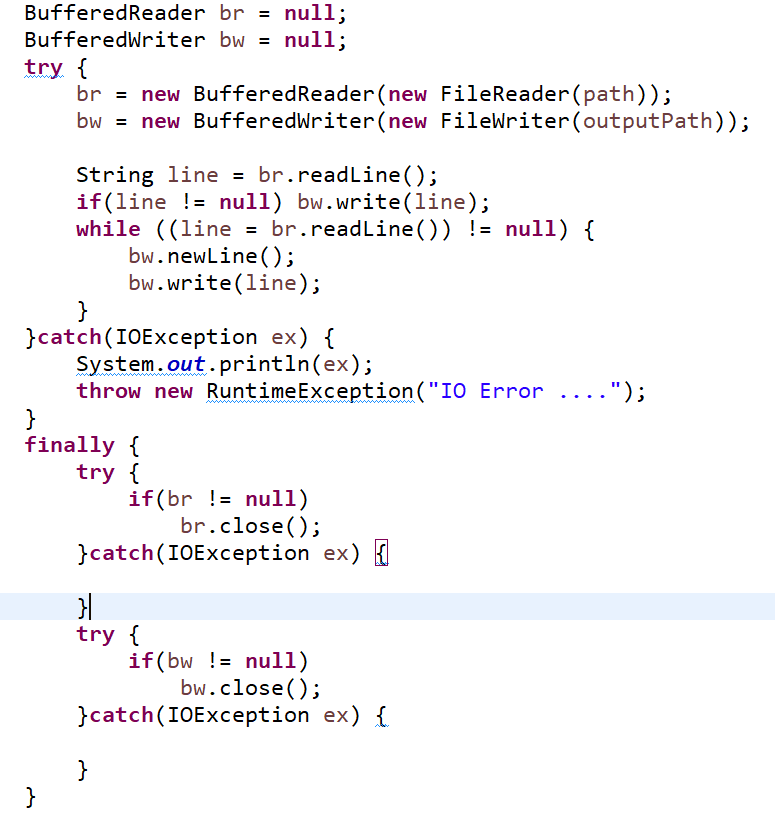 BufferedReader br = null;
BufferedWriter bw = null;
try {
    br = new BufferedReader(new FileReader(path));
    bw = new BufferedWriter(new FileWriter(outputPath));

    String line = br.readLine();
    if(line != null) bw.write(line);
    while ((line = br.readLine()) != null) {
        bw.newLine();
        bw.write(line);
    }
}catch(IOException ex) {
    System.out.println(ex);
    throw new RuntimeException("IO Error ....");
}
finally {
    try {
        if(br != null)
            br.close();
    }catch(IOException ex) {

    }
    try {
        if(bw != null)
            bw.close();
    }catch(IOException ex) {

    }
}